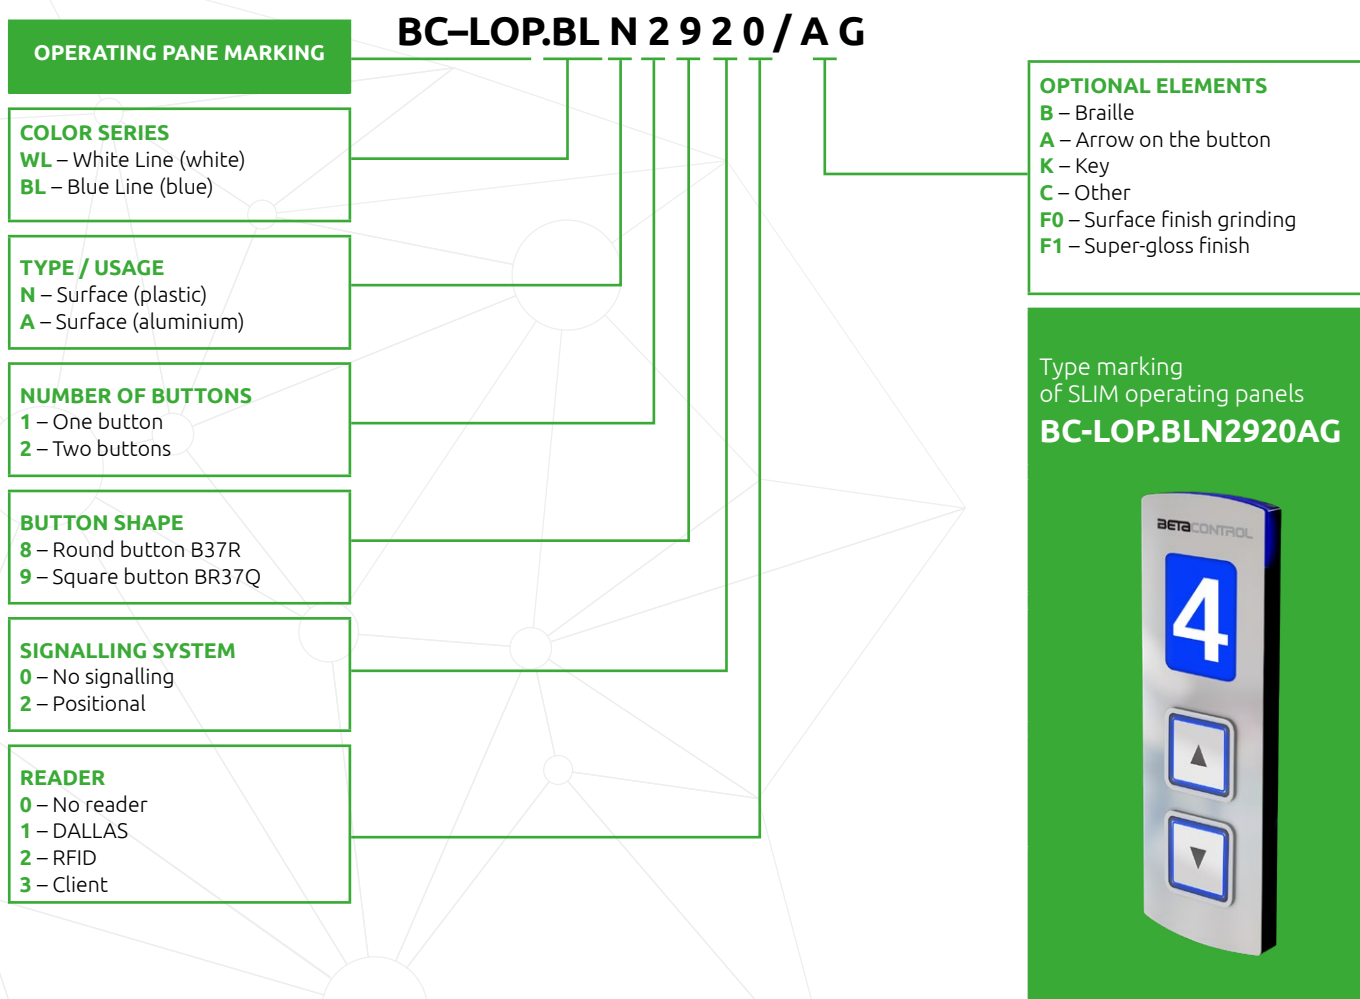 BC–LOP.BL N 2 9 2 0 / A G
OPERATING PANE MARKING
COLOR SERIES
WL – White Line (white)
BL – Blue Line (blue)
TYPE / USAGE
N – Surface (plastic)
A – Surface (aluminium)
NUMBER OF BUTTONS
1 – One button
2 – Two buttons
BUTTON SHAPE
8 – Round button B37R
9 – Square button BR37Q
SIGNALLING SYSTEM
0 – No signalling
2 – Positional
READER
0 – No reader
1 – DALLAS
2 – RFID
3 – Client
OPTIONAL ELEMENTS
B – Braille
A – Arrow on the button
K – Key
C – Other
F0 – Surface finish grinding
F1 – Super-gloss finish
Type marking
of SLIM operating panels
BC-LOP.BLN2920AG
BETACONTROL
4